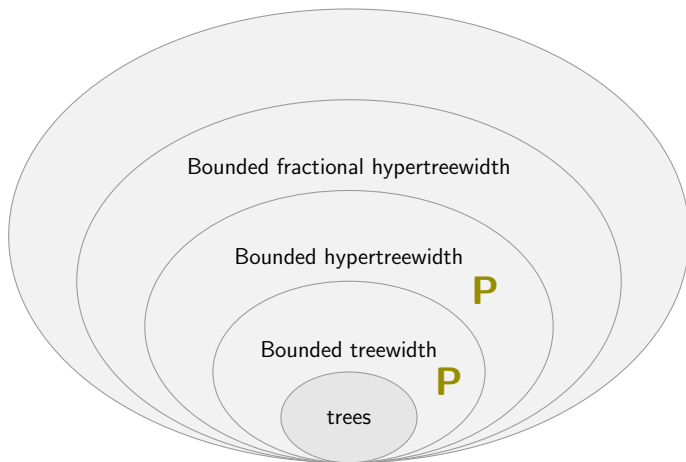 Bounded fractional hypertreewidth
Bounded hypertreewidth
P
Bounded treewidth
P
trees